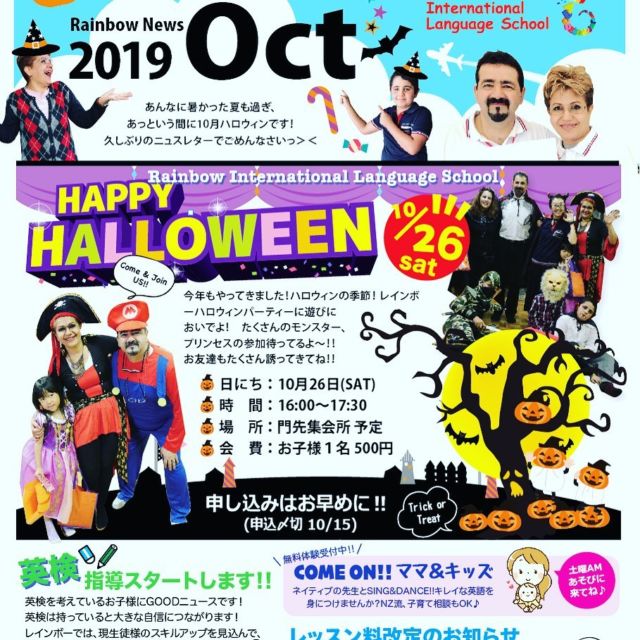 Rainbow News
2019 Oct
International
Language School
あんなに暑かった夏も過ぎ、
あっという間に10月ハロウィンです！
久しぶりのニュスレターでごめんなさいっ＞＜
Rainbow International Language School
HAPPY
HALLOWEEN
10/26
sat
Come & Join
US!!
今年もやってきました！ハロウィンの季節！レインボ
ーハロウィンパーティーに遊びに
おいでよ！ たくさんのモンスター、
プリンセスの参加待ってるよ〜!!
お友達もたくさん誘ってきてね!!
日にち：10月26日(SAT)
時　間：16:00〜17:30
場　所：門先集会所 予定
会　費：お子様１名 500円
申し込みはお早めに!!
(申込〆切 10/15)
Trick or
Treat
英検 指導スタートします!!
英検を考えているお子様にGOODニュースです！
英検は持っていると大きな自信につながります！
レインボーでは、現生徒様のスキルアップを見込んで、
無料体験受付中!!
COME ON!! ママ&キッズ
ネイティブの先生とSING&DANCE!!キレイな英語を
身につけませんか？NZ流、子育て相談もOK♪
土曜AM
あそびに
来てね♪
レッスン料改定のお知らせ